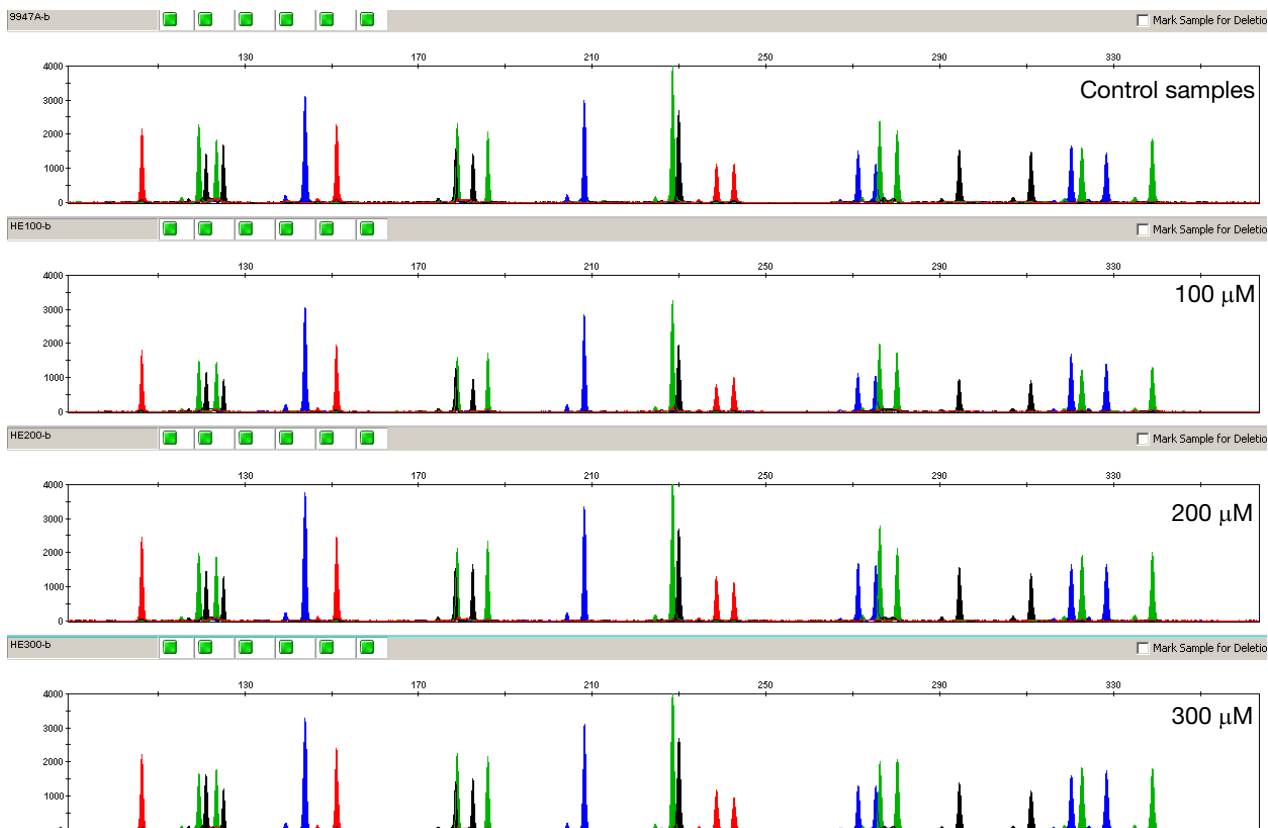 9947A-b Mark Sample for Deletio
130 170 210 250 290 330
4000
Control samples
3000
2000
1000
0
HE100-b Mark Sample for Deletio
130 170 210 250 290 330
4000
100 µM
3000
2000
1000
0
HE200-b Mark Sample for Deletio
130 170 210 250 290 330
4000
200 µM
3000
2000
1000
0
HE300-b Mark Sample for Deletio
130 170 210 250 290 330
4000
300 µM
3000
2000
1000